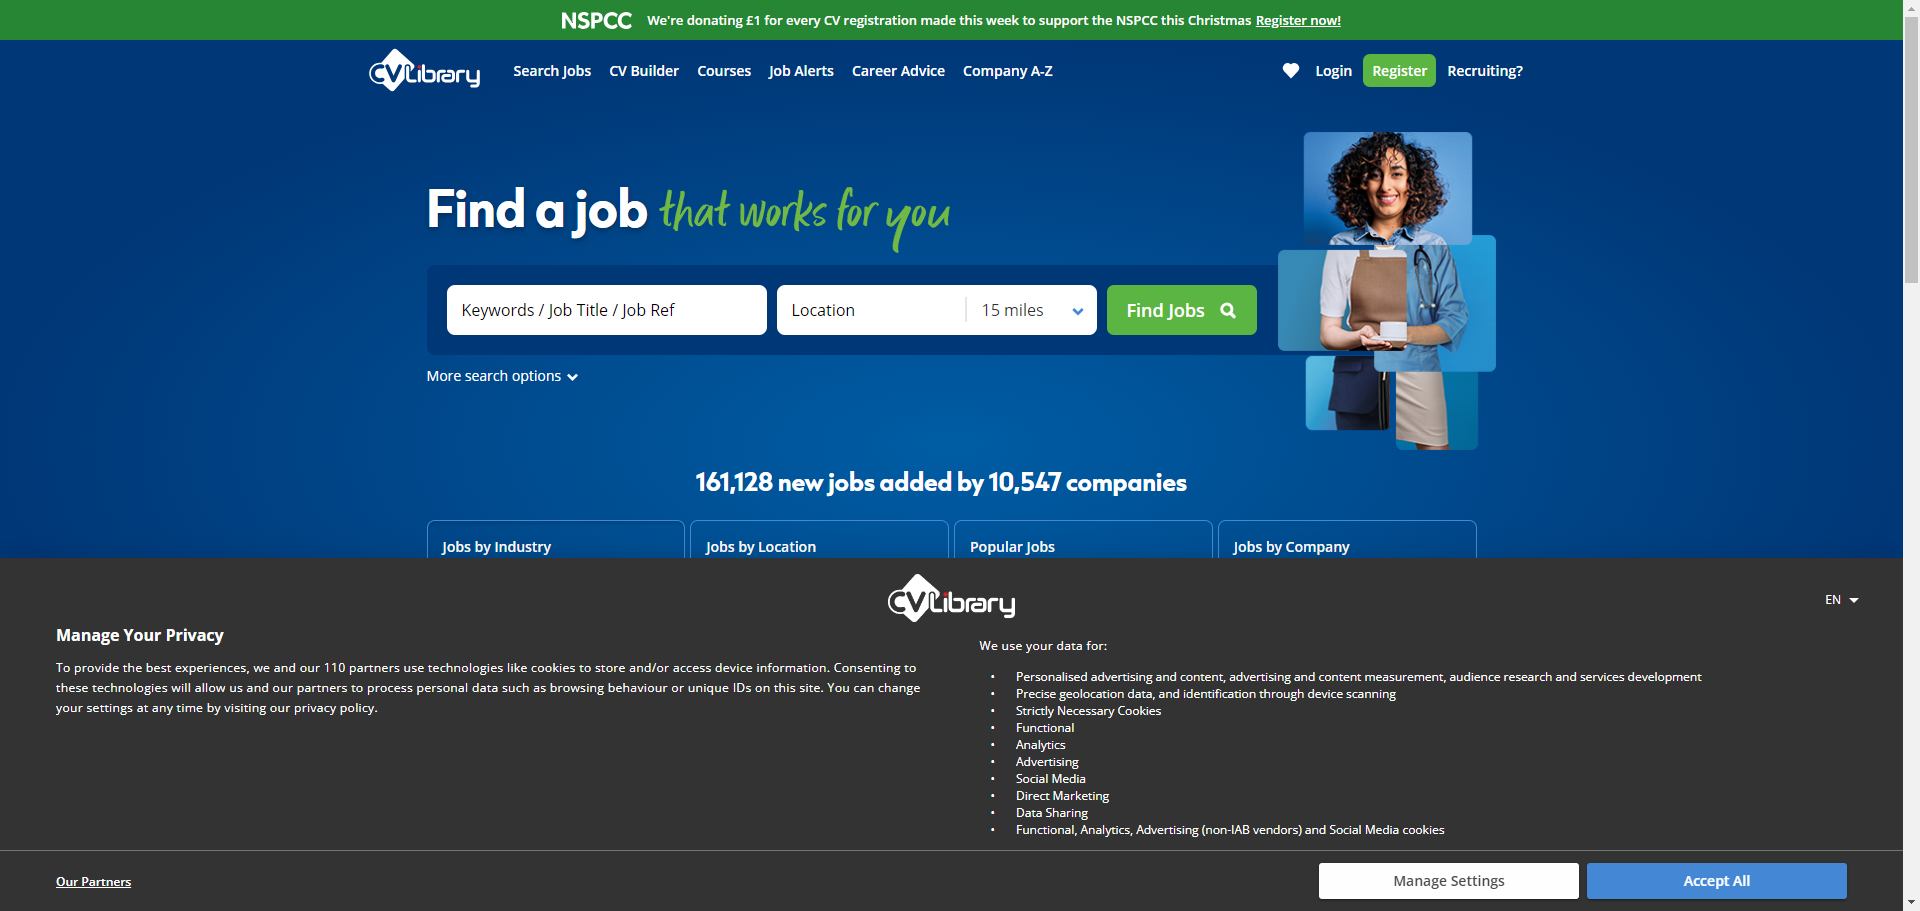 NSPCC We're donating £1 for every CV registration made this week to support the NSPCC this Christmas Register now!
CVLibrary Search Jobs CV Builder Courses Job Alerts Career Advice Company A-Z Login Register Recruiting?
Find a job that works for you
Keywords / Job Title / Job Ref Location 15 miles Find Jobs
More search options
161,128 new jobs added by 10,547 companies
Jobs by Industry Jobs by Location Popular Jobs Jobs by Company
CVLibrary
EN
Manage Your Privacy
To provide the best experiences, we and our 110 partners use technologies like cookies to store and/or access device information. Consenting to
these technologies will allow us and our partners to process personal data such as browsing behaviour or unique IDs on this site. You can change
your settings at any time by visiting our privacy policy.
We use your data for:
• Personalised advertising and content, advertising and content measurement, audience research and services development
• Precise geolocation data, and identification through device scanning
• Strictly Necessary Cookies
• Functional
• Analytics
• Advertising
• Social Media
• Direct Marketing
• Data Sharing
• Functional, Analytics, Advertising (non-IAB vendors) and Social Media cookies
Our Partners Manage Settings Accept All